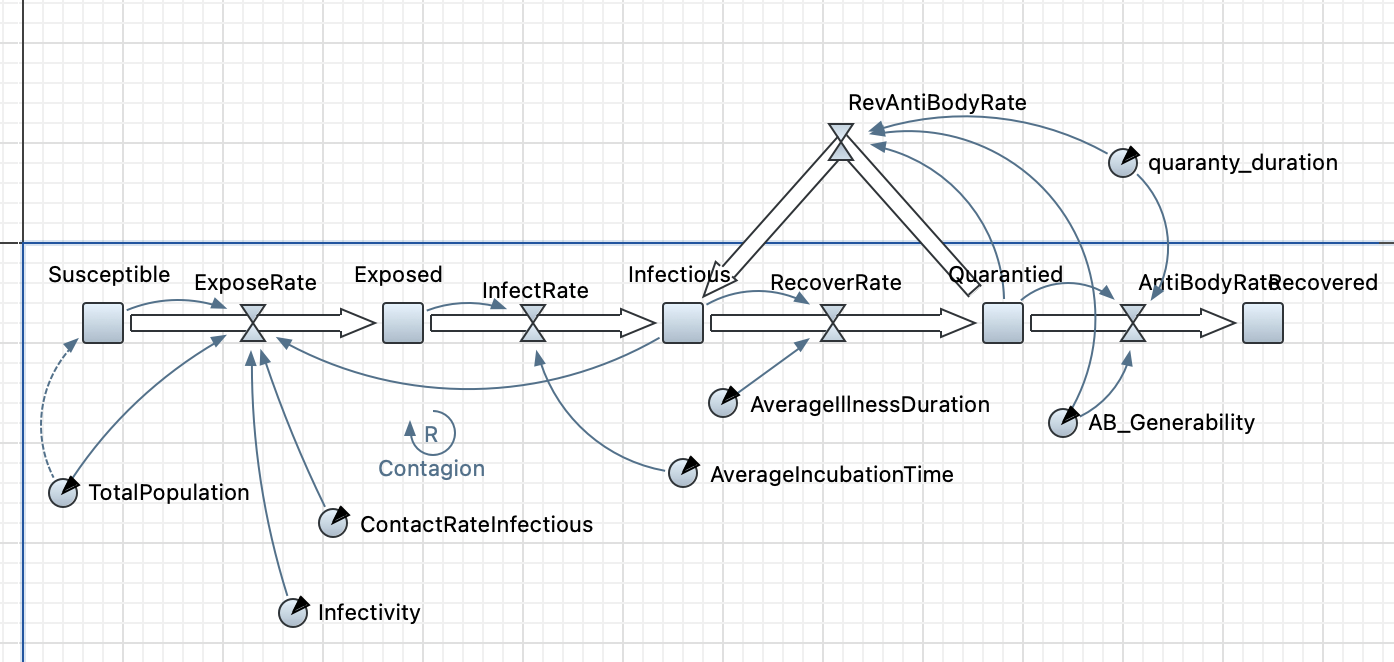 RevAntiBodyRate
quaranty_duration
Susceptible
ExposeRate
Exposed
InfectRate
Infectious
RecoverRate
Quarantied
AntiBodyRate
Recovered
AverageIllnessDuration
AB_Generability
R
Contagion
AverageIncubationTime
TotalPopulation
ContactRateInfectious
Infectivity